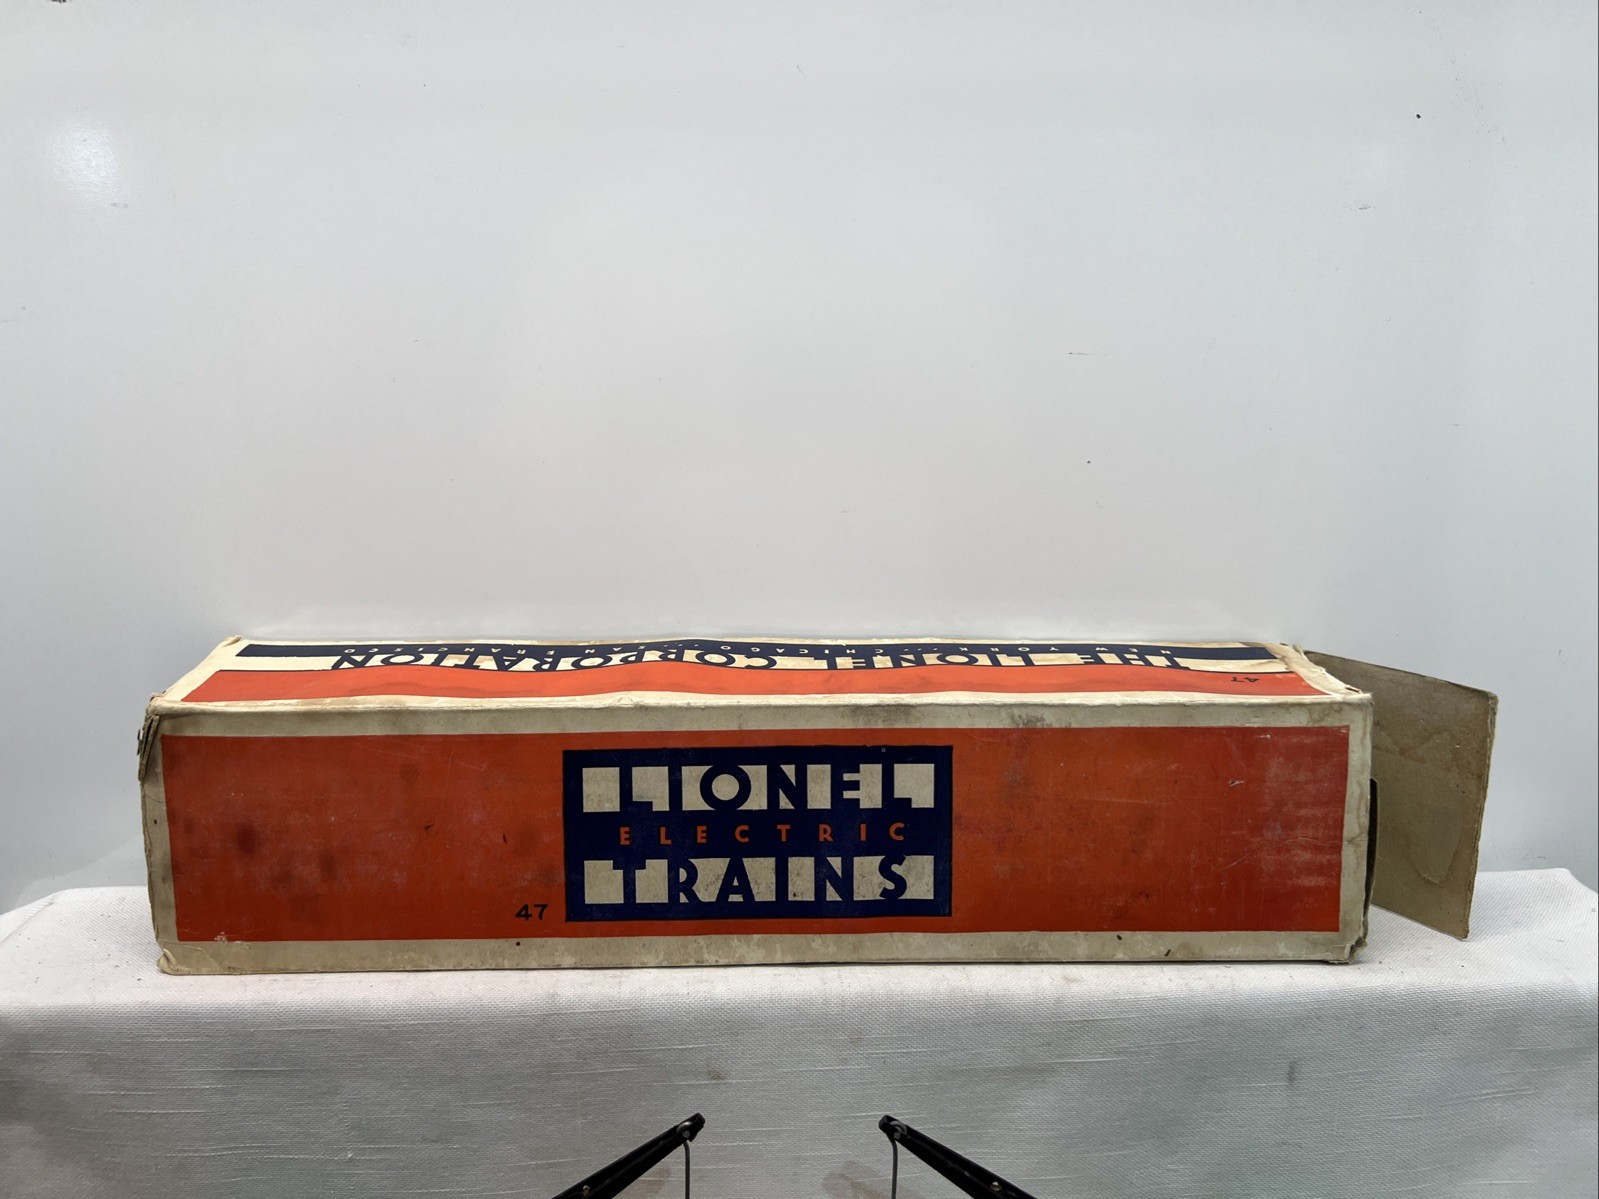 47
THE LIONEL CORPORATION
NEW YORK ... CHICAGO ... SAN FRANCISCO
LIONEL
ELECTRIC
TRAINS
47